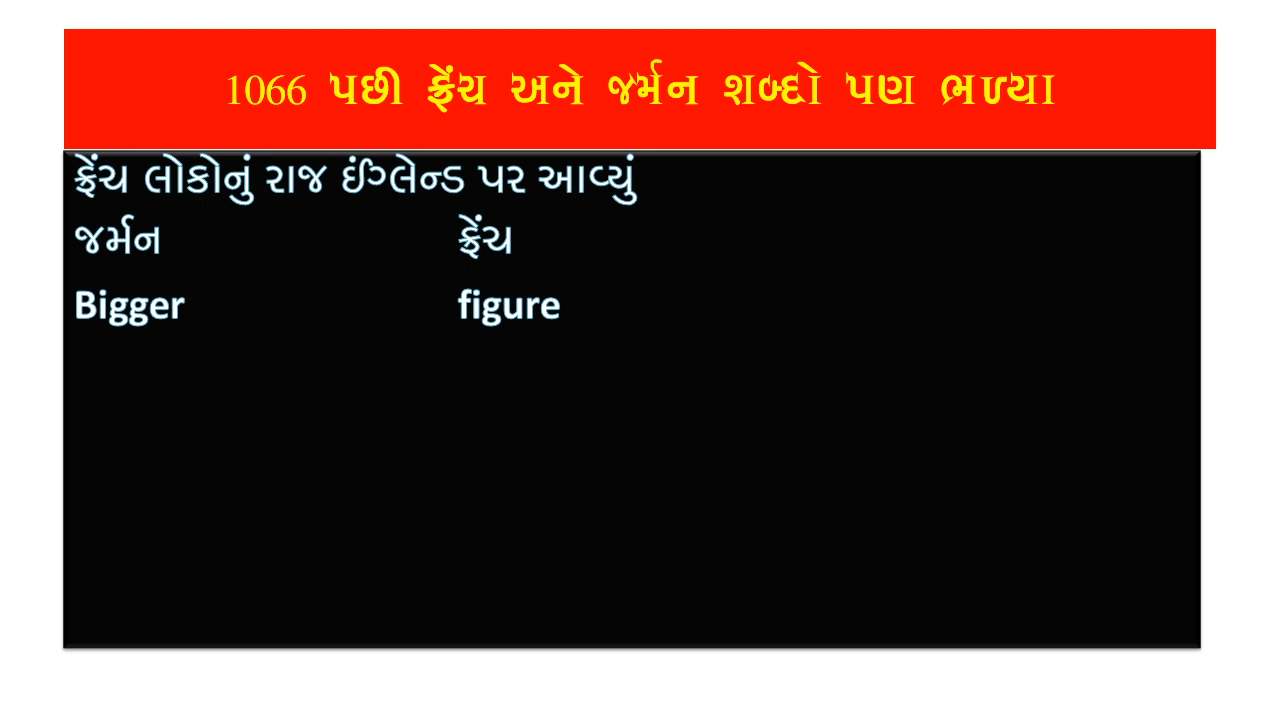 1066 પછી ફ્રેંચ અને જર્મન શબ્દો પણ ભળ્યા
ફ્રેંચ લોકોનું રાજ ઈંગ્લેન્ડ પર આવ્યું
જર્મન ફ્રેંચ
Bigger figure